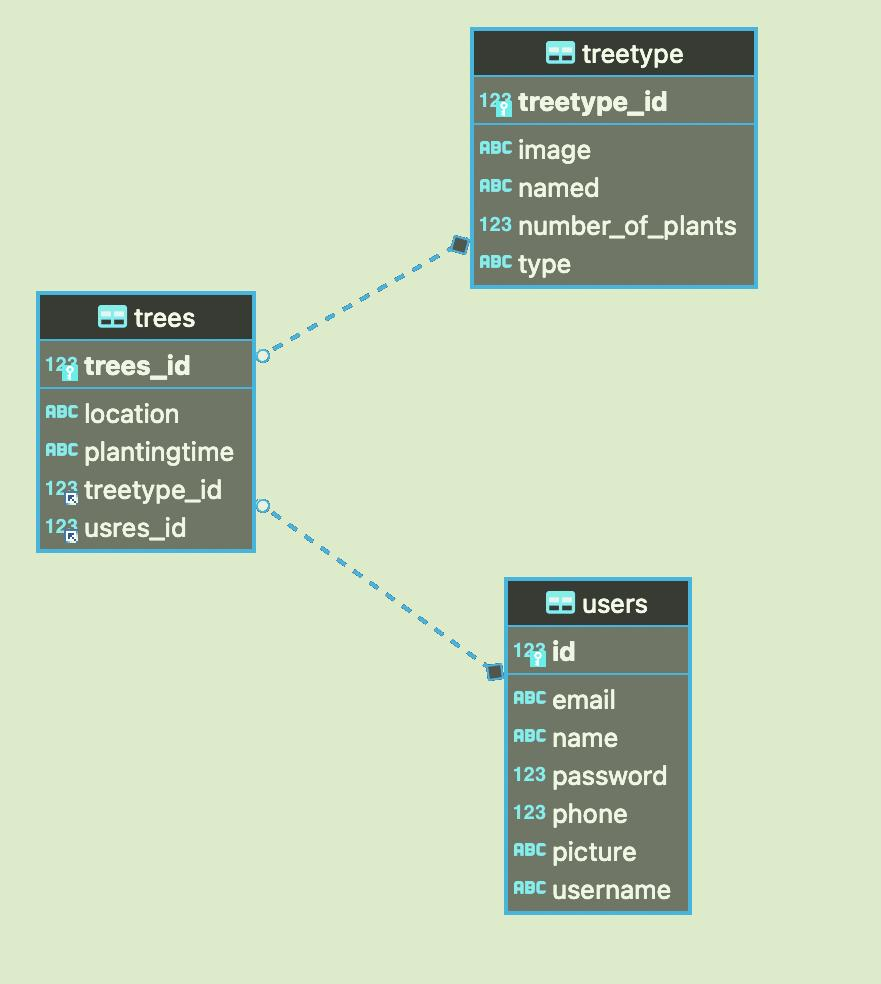 treetype
123 treetype_id
ABC image
ABC named
123 number_of_plants
ABC type
trees
123 trees_id
ABC location
ABC plantingtime
123 treetype_id
123 usres_id
users
123 id
ABC email
ABC name
123 password
123 phone
ABC picture
ABC username